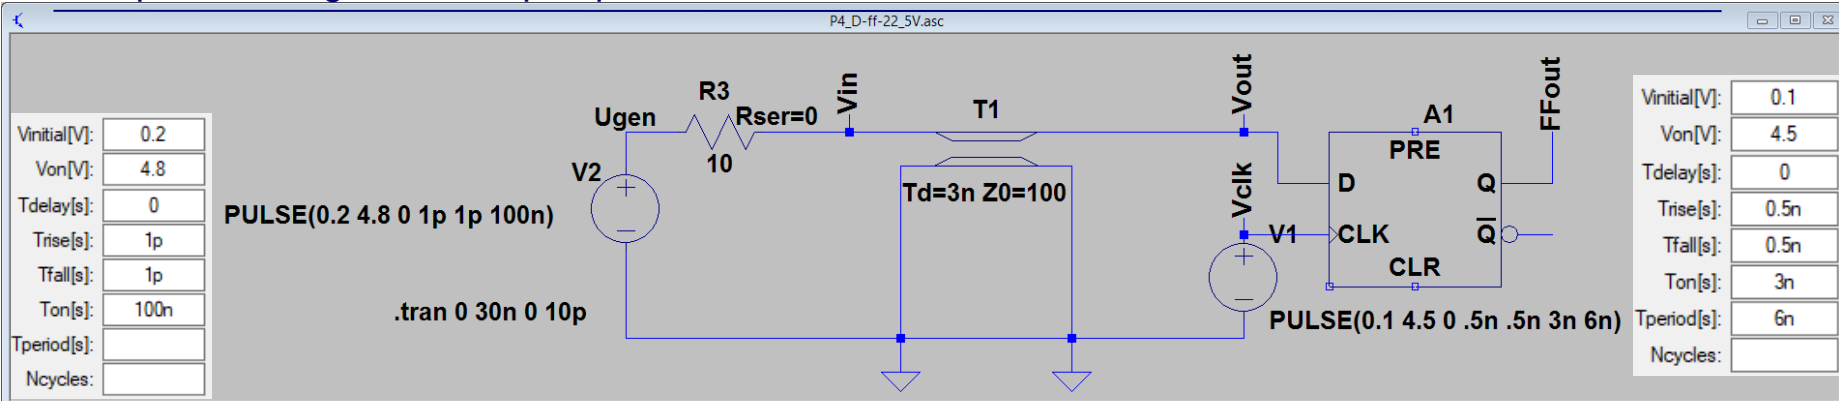 P4_D-ff-22_5V.asc
Vinitial[V]: 0.2
Von[V]: 4.8
Tdelay[s]: 0
Trise[s]: 1p
Tfall[s]: 1p
Ton[s]: 100n
Tperiod[s]:
Ncycles:
Ugen
R3
Rser=0
10
V2
PULSE(0.2 4.8 0 1p 1p 100n)
.tran 0 30n 0 10p
Vin
T1
Td=3n Z0=100
Vout
Vclk
V1
PULSE(0.1 4.5 0 .5n .5n 3n 6n)
A1
PRE
D
Q
CLK
Q
CLR
FFout
Vinitial[V]: 0.1
Von[V]: 4.5
Tdelay[s]: 0
Trise[s]: 0.5n
Tfall[s]: 0.5n
Ton[s]: 3n
Tperiod[s]: 6n
Ncycles: